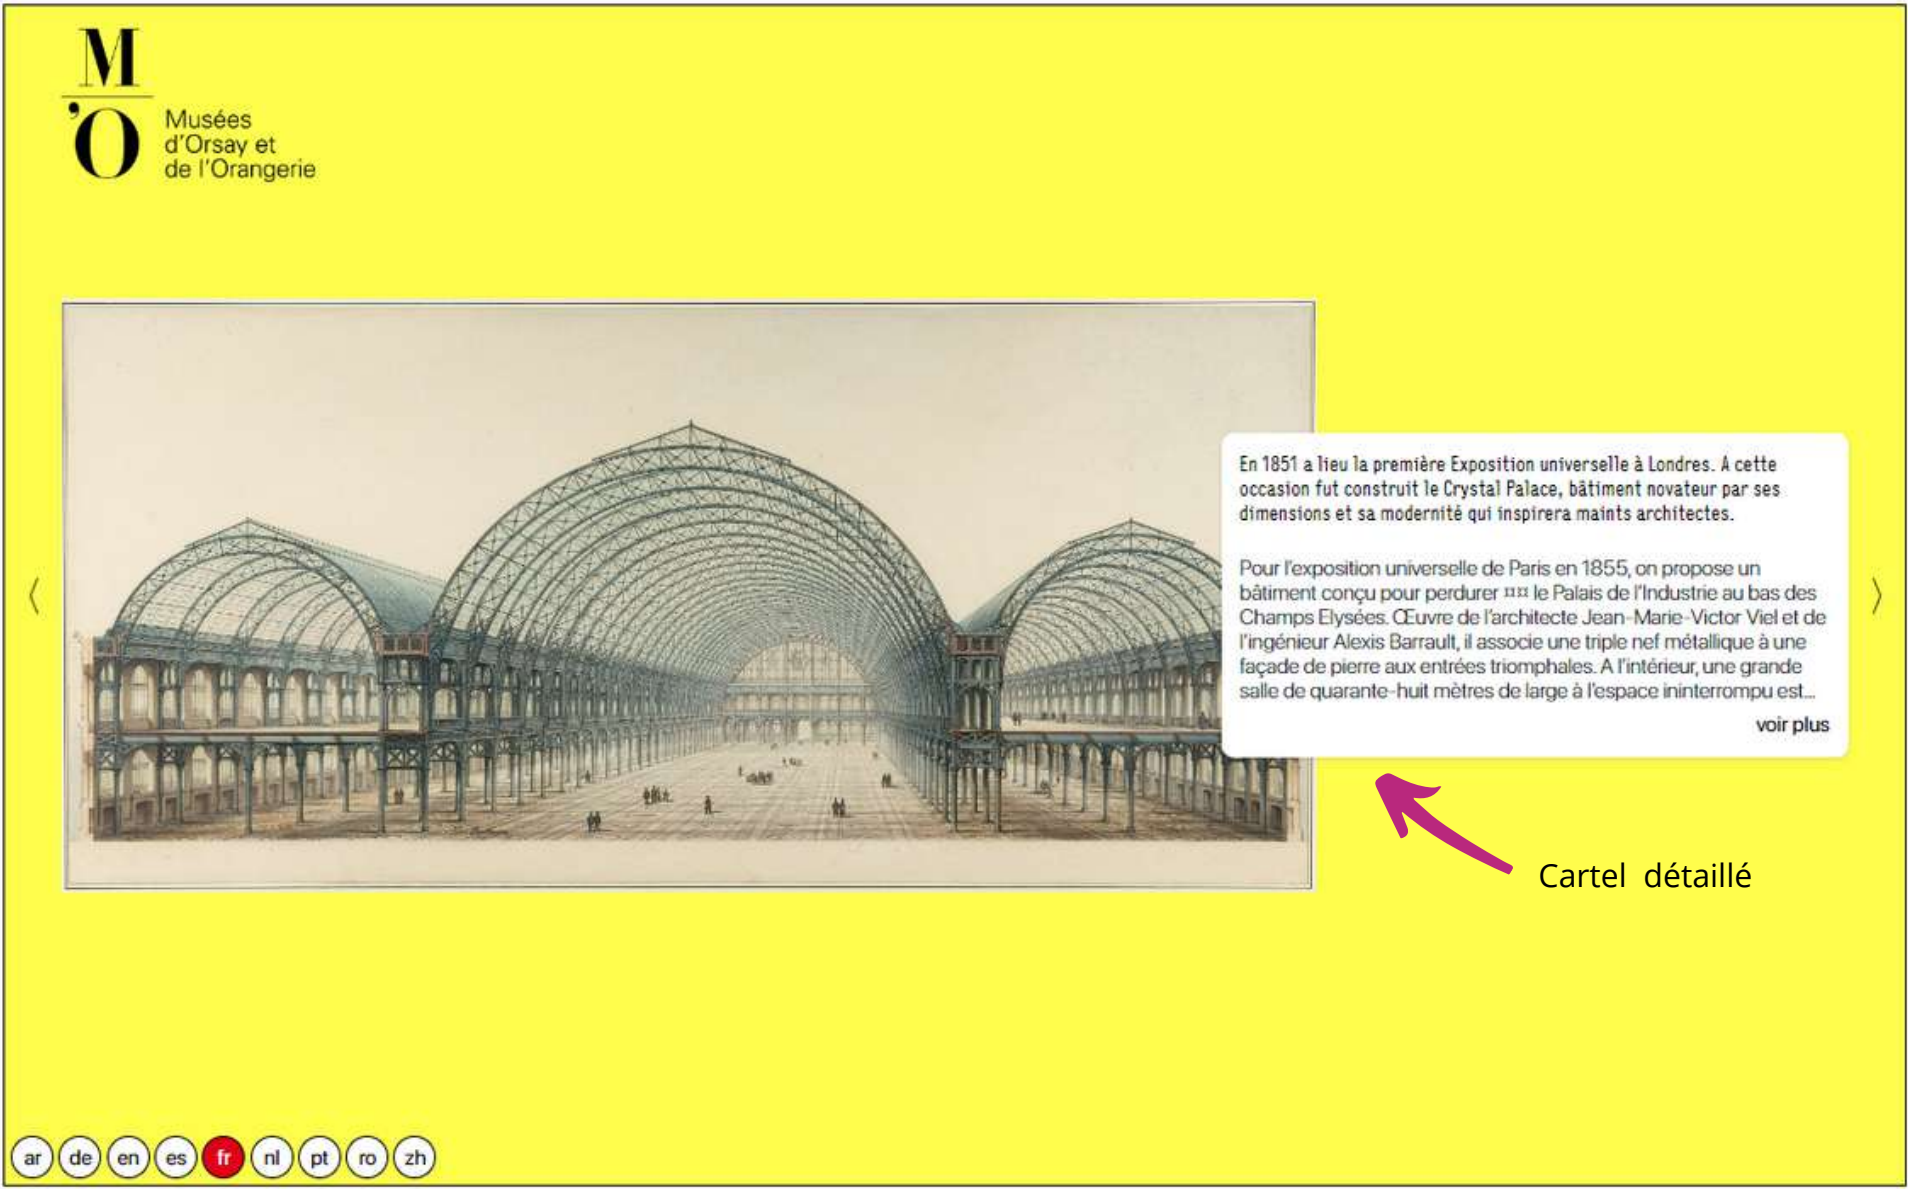 M
'O
Musées
d'Orsay et
de l'Orangerie
En 1851 a lieu la première Exposition universelle à Londres. A cette
occasion fut construit le Crystal Palace, bâtiment novateur par ses
dimensions et sa modernité qui inspirera maints architectes.
Pour l'exposition universelle de Paris en 1855, on propose un
bâtiment conçu pour perdurer ¤¤ le Palais de l'Industrie au bas des
Champs Elysées. Œuvre de l'architecte Jean-Marie-Victor Viel et de
l'ingénieur Alexis Barrault, il associe une triple nef métallique à une
façade de pierre aux entrées triomphales. A l'intérieur, une grande
salle de quarante-huit mètres de large à l'espace ininterrompu est...
voir plus
Cartel détaillé
ar de en es fr nl pt ro zh